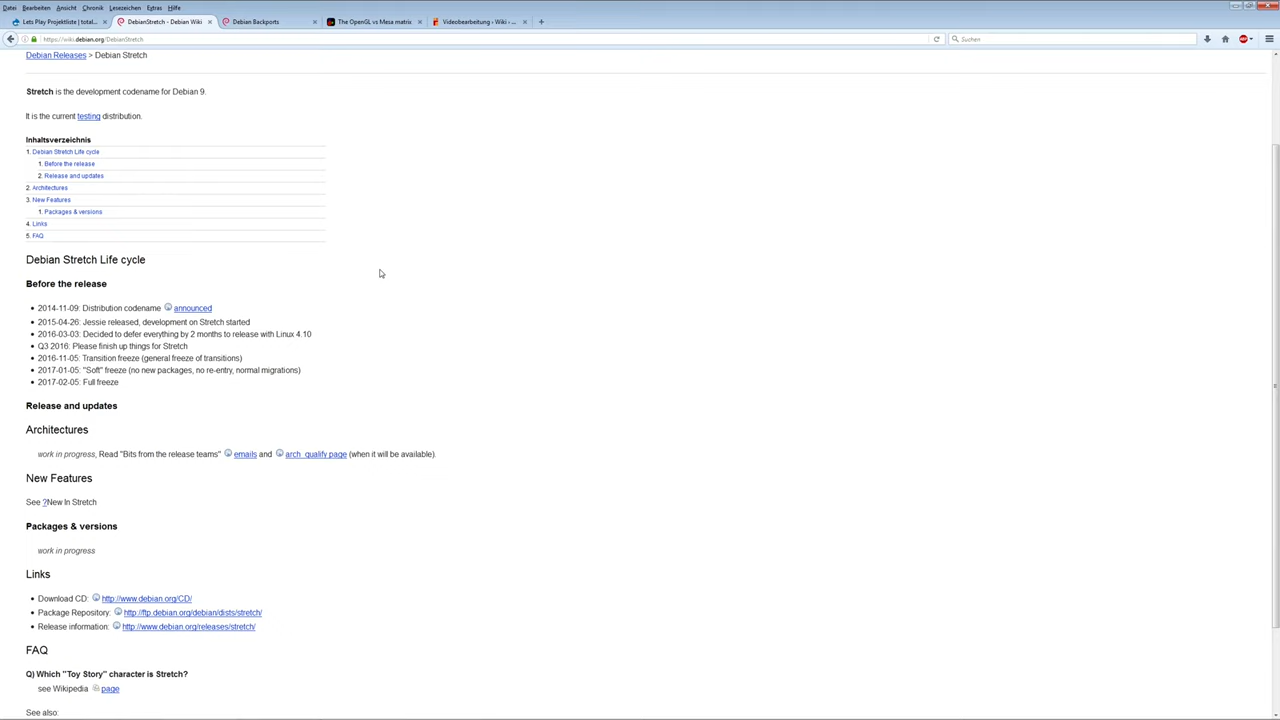 Datei Bearbeiten Ansicht Chronik Lesezeichen Extras Hilfe
Lets Play Projektliste | total... DebianStretch - Debian Wiki Debian Backports The OpenGL vs Mesa matrix Videobearbeitung › Wiki › ...
https://wiki.debian.org/DebianStretch Suchen
Debian Releases > Debian Stretch
Stretch is the development codename for Debian 9.
It is the current testing distribution.
Inhaltsverzeichnis
1. Debian Stretch Life cycle
1. Before the release
2. Release and updates
2. Architectures
3. New Features
1. Packages & versions
4. Links
5. FAQ
Debian Stretch Life cycle
Before the release
• 2014-11-09: Distribution codename announced
• 2015-04-26: Jessie released, development on Stretch started
• 2016-03-03: Decided to defer everything by 2 months to release with Linux 4.10
• Q3 2016: Please finish up things for Stretch
• 2016-11-05: Transition freeze (general freeze of transitions)
• 2017-01-05: "Soft" freeze (no new packages, no re-entry, normal migrations)
• 2017-02-05: Full freeze
Release and updates
Architectures
work in progress, Read "Bits from the release teams" emails and arch_qualify page (when it will be available).
New Features
See ?New In Stretch
Packages & versions
work in progress
Links
• Download CD: http://www.debian.org/CD/
• Package Repository: http://ftp.debian.org/debian/dists/stretch/
• Release information: http://www.debian.org/releases/stretch/
FAQ
Q) Which "Toy Story" character is Stretch?
see Wikipedia page
See also: